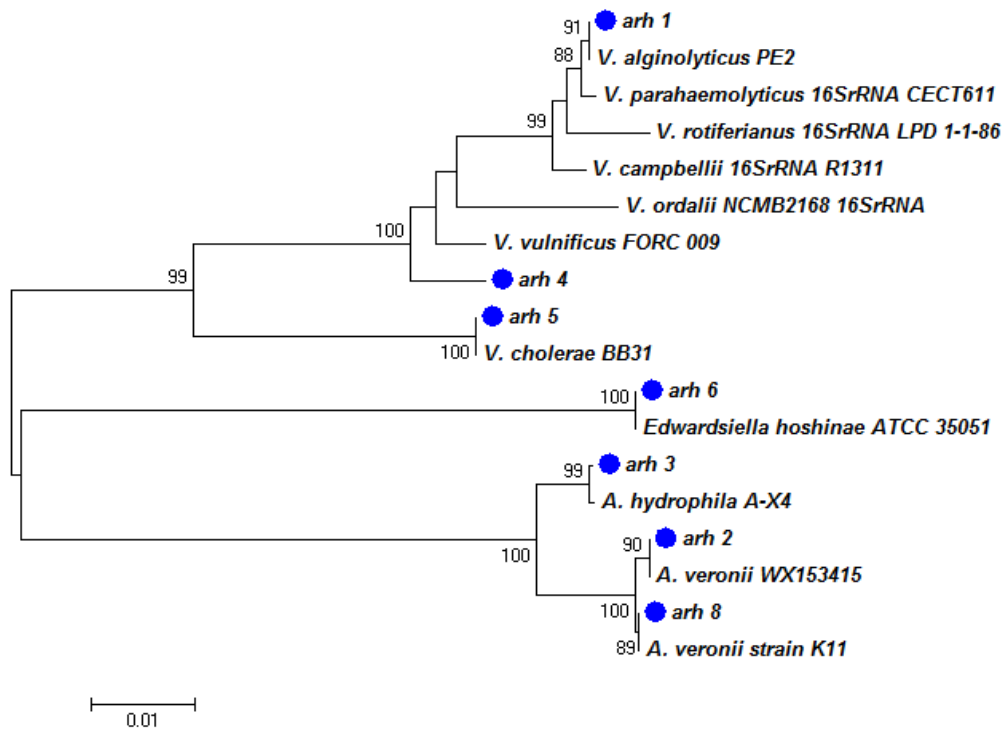 91
arh 1
88
V. alginolyticus PE2
V. parahaemolyticus 16SrRNA CECT611
99
V. rotiferianus 16SrRNA LPD 1-1-86
V. campbellii 16SrRNA R1311
V. ordalii NCMB2168 16SrRNA
100
V. vulnificus FORC 009
99
arh 4
arh 5
100
V. cholerae BB31
100
arh 6
Edwardsiella hoshinae ATCC 35051
99
arh 3
A. hydrophila A-X4
100
90
arh 2
A. veronii WX153415
100
arh 8
89
A. veronii strain K11
0.01